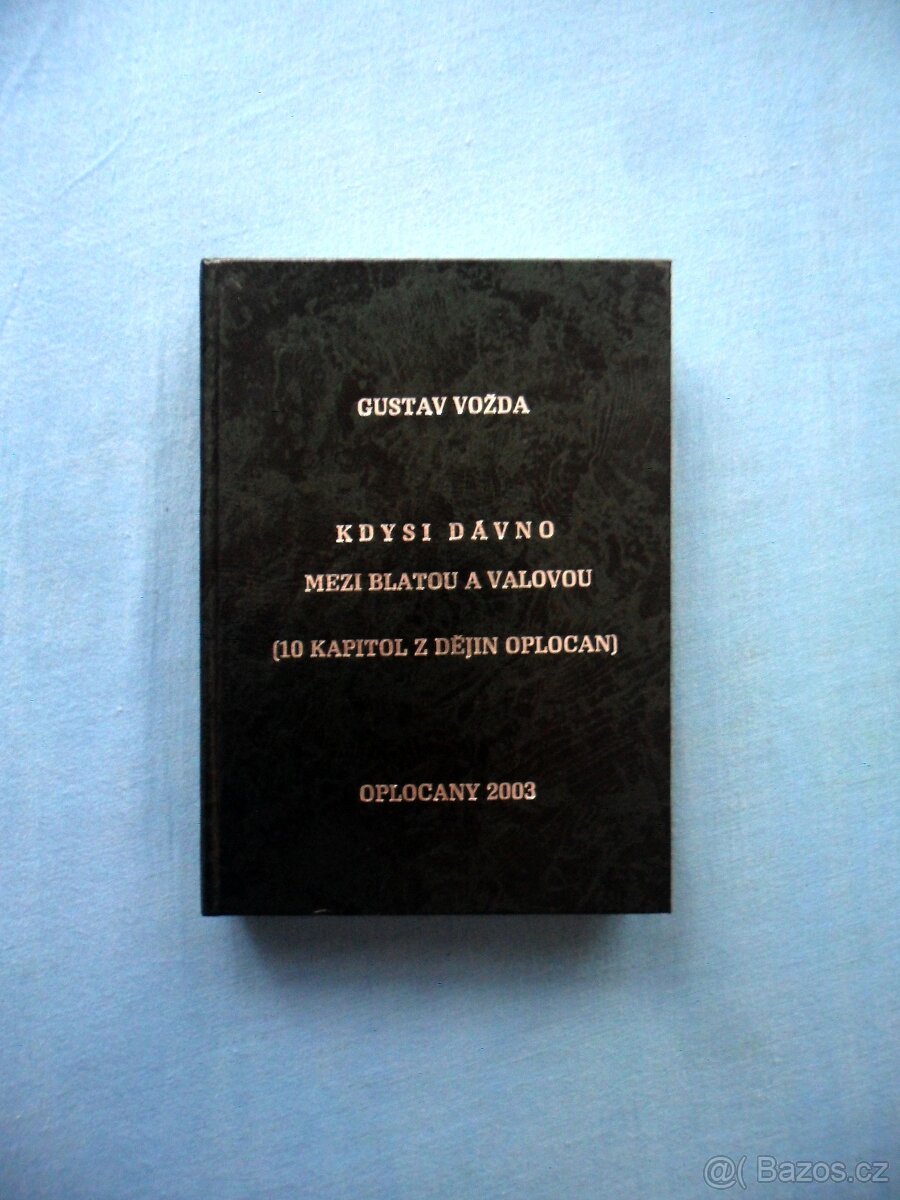 GUSTAV VOŽDA
KDYSI DÁVNO
MEZI BLATOU A VALOVOU
(10 KAPITOL Z DĚJIN OPLOCAN)
OPLOCANY 2003
@( Bazos.cz